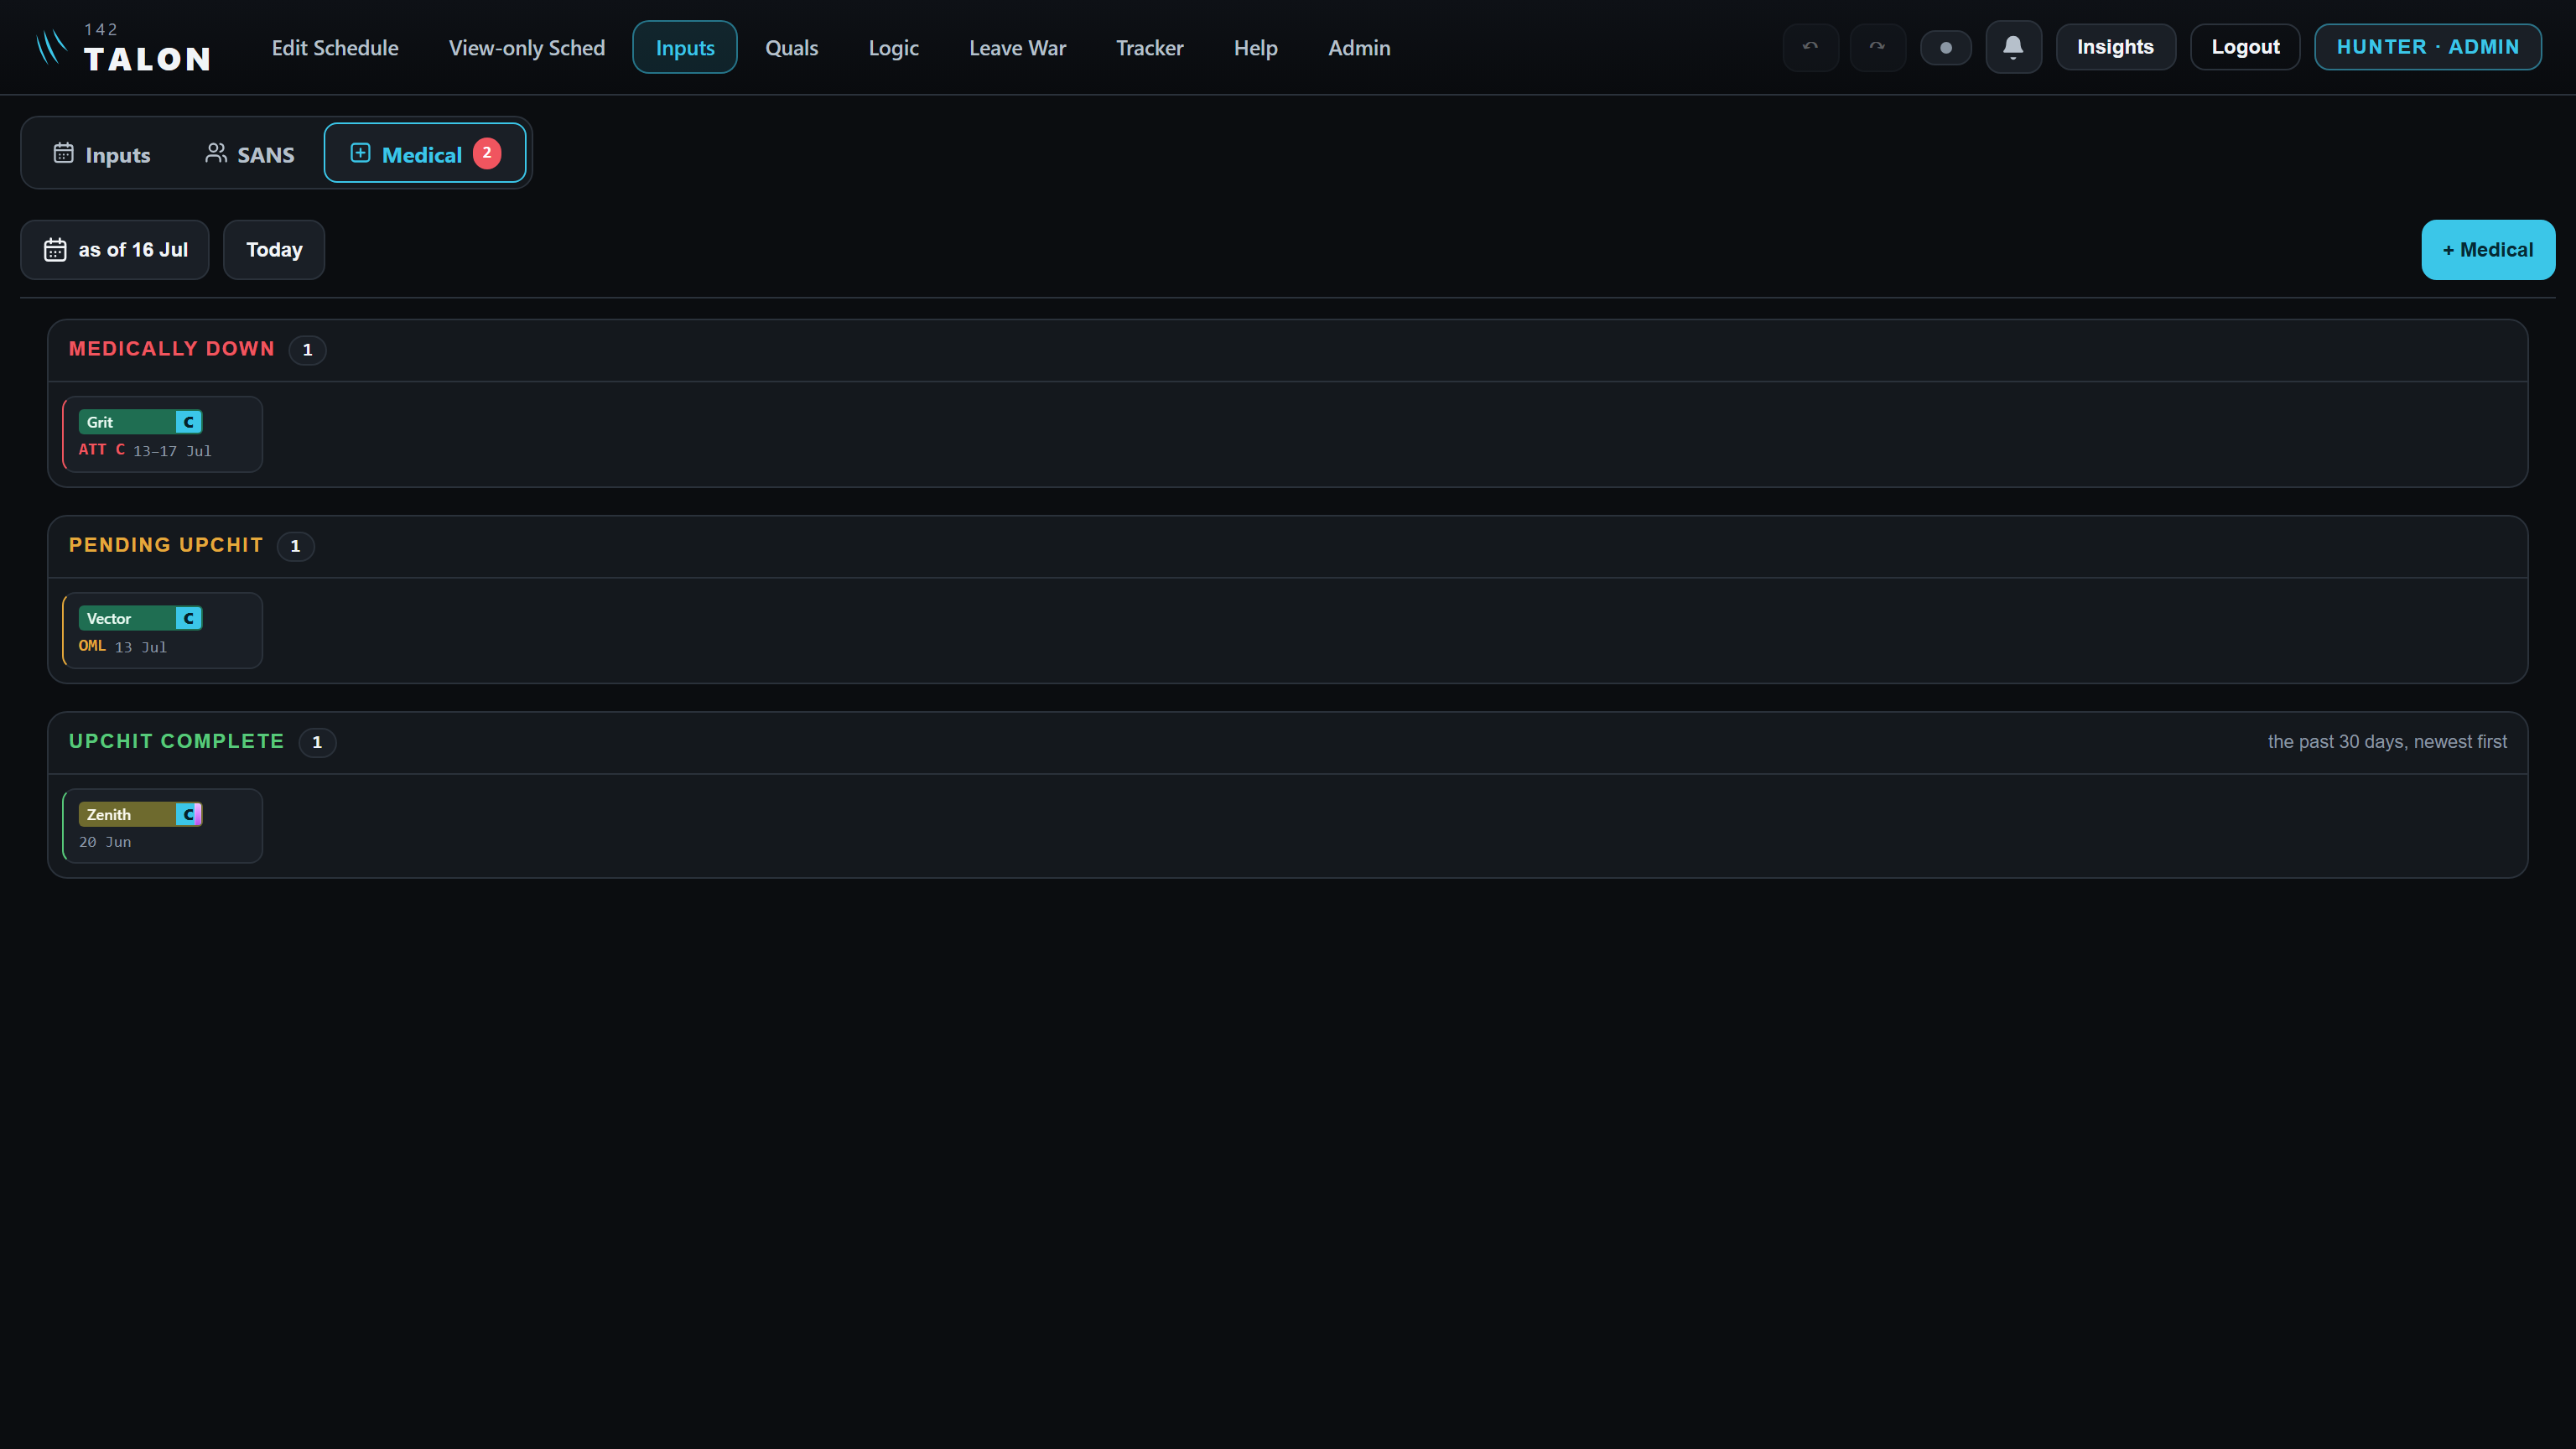 142
TALON
Edit Schedule
View-only Sched
Inputs
Quals
Logic
Leave War
Tracker
Help
Admin
Insights
Logout
HUNTER · ADMIN
Inputs
SANS
Medical 2
as of 16 Jul
Today
+ Medical
MEDICALLY DOWN 1
Grit C
ATT C 13–17 Jul
PENDING UPCHIT 1
Vector C
OML 13 Jul
UPCHIT COMPLETE 1
the past 30 days, newest first
Zenith C
20 Jun